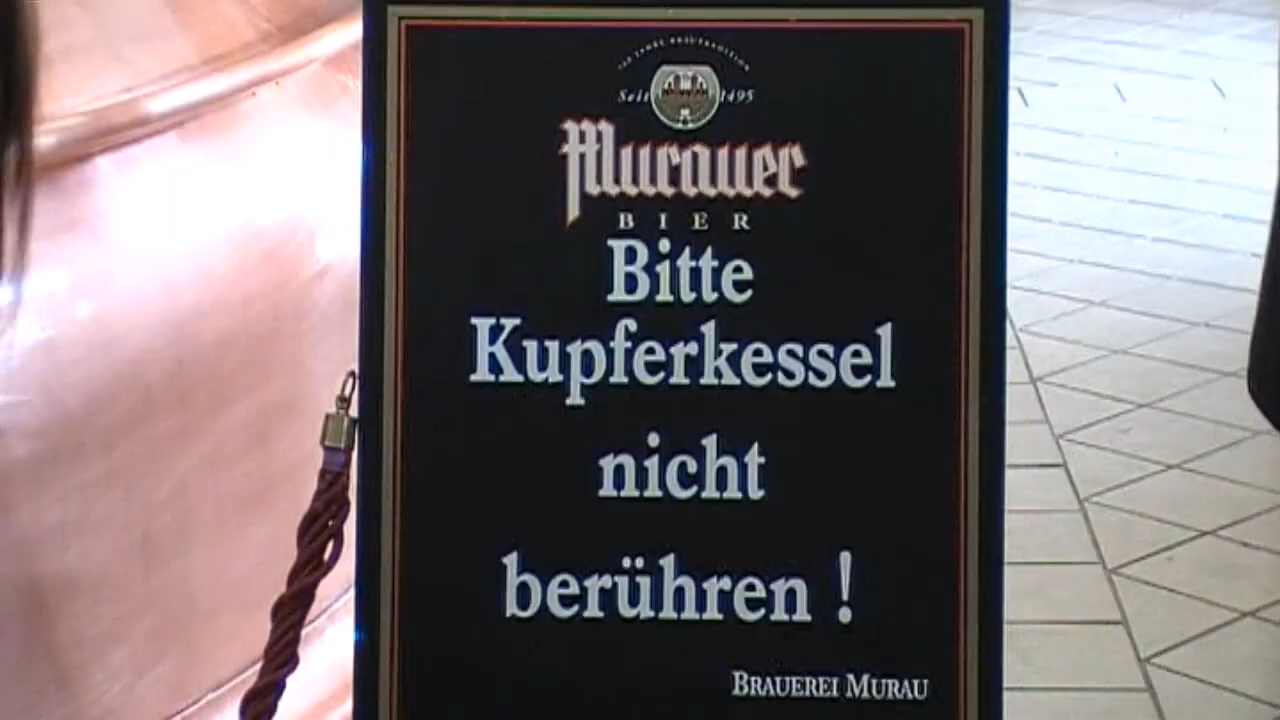 Seit 1495
Murauer
BIER
Bitte
Kupferkessel
nicht
berühren !
BRAUEREI MURAU